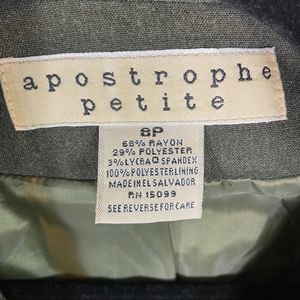 apostrophe
petite
8P
68% RAYON
29% POLYESTER
3% LYCRA® SPANDEX
100% POLYESTER LINING
MADE IN EL SALVADOR
RN 15099
SEE REVERSE FOR CARE